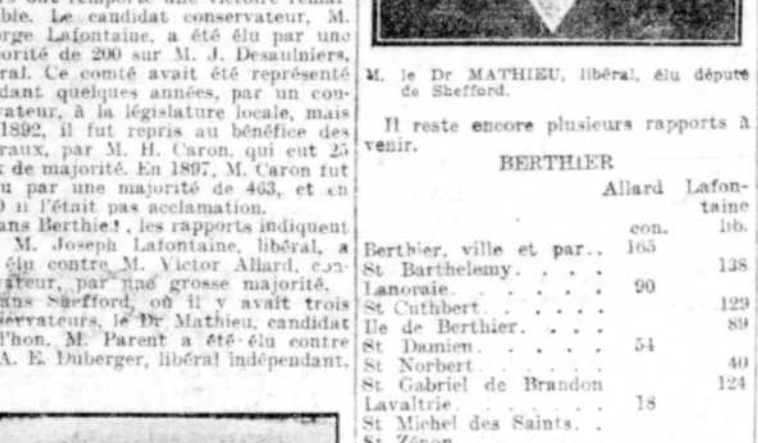 ble. Le candidat conservateur, M.
orge Lafontaine, a été élu par une
orité de 200 sur M. J. Desaulniers,
ral. Ce comté avait été représenté
dant quelques années, par un con-
vateur, à la législature locale, mais
1892, il fut repris au bénéfice des
raux, par M. H. Caron, qui eut 25
de majorité. En 1897, M. Caron fut
u par une majorité de 463, et en
0 il l'était pas acclamation.
ans Berthier, les rapports indiquent
M. Joseph Lafontaine, libéral, a
élu contre M. Victor Allard, con-
vateur, par une grosse majorité.
ans Shefford, où il y avait trois
servateurs, le Dr Mathieu, candidat
l'hon. M. Parent a été élu contre
A. E. Duberger, libéral indépendant,
M. le Dr MATHIEU, libéral, élu député
de Shefford.
Il reste encore plusieurs rapports à
venir.
BERTHIER
Allard Lafon-
taine
con. lib.
Berthier, ville et par.. 165
St Barthelemy. . . . 138
Lanoraie. . . . . . 90
St Cuthbert . . . . . 129
Ile de Berthier. . . . 89
St Damien. . . . . 54
St Norbert . . . . . 40
St Gabriel de Brandon 124
Lavaltrie. . . . . . 18
St Michel des Saints. .
St Zénon